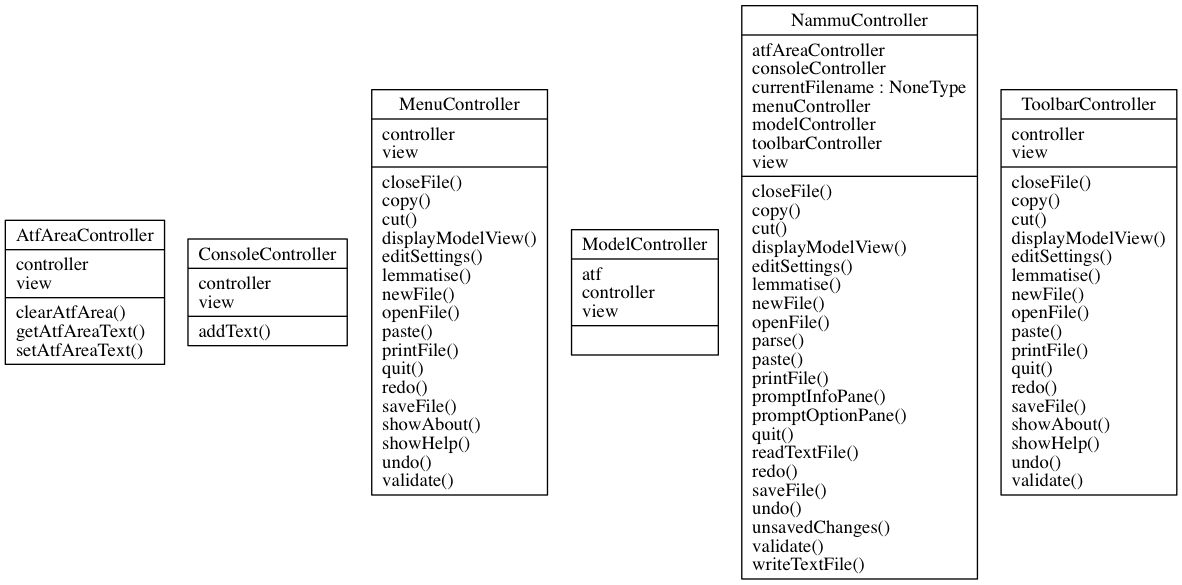 AtfAreaController
controller
view
clearAtfArea()
getAtfAreaText()
setAtfAreaText()
ConsoleController
controller
view
addText()
MenuController
controller
view
closeFile()
copy()
cut()
displayModelView()
editSettings()
lemmatise()
newFile()
openFile()
paste()
printFile()
quit()
redo()
saveFile()
showAbout()
showHelp()
undo()
validate()
ModelController
atf
controller
view
NammuController
atfAreaController
consoleController
currentFilename : NoneType
menuController
modelController
toolbarController
view
closeFile()
copy()
cut()
displayModelView()
editSettings()
lemmatise()
newFile()
openFile()
parse()
paste()
printFile()
promptInfoPane()
promptOptionPane()
quit()
readTextFile()
redo()
saveFile()
undo()
unsavedChanges()
validate()
writeTextFile()
ToolbarController
controller
view
closeFile()
copy()
cut()
displayModelView()
editSettings()
lemmatise()
newFile()
openFile()
paste()
printFile()
quit()
redo()
saveFile()
showAbout()
showHelp()
undo()
validate()